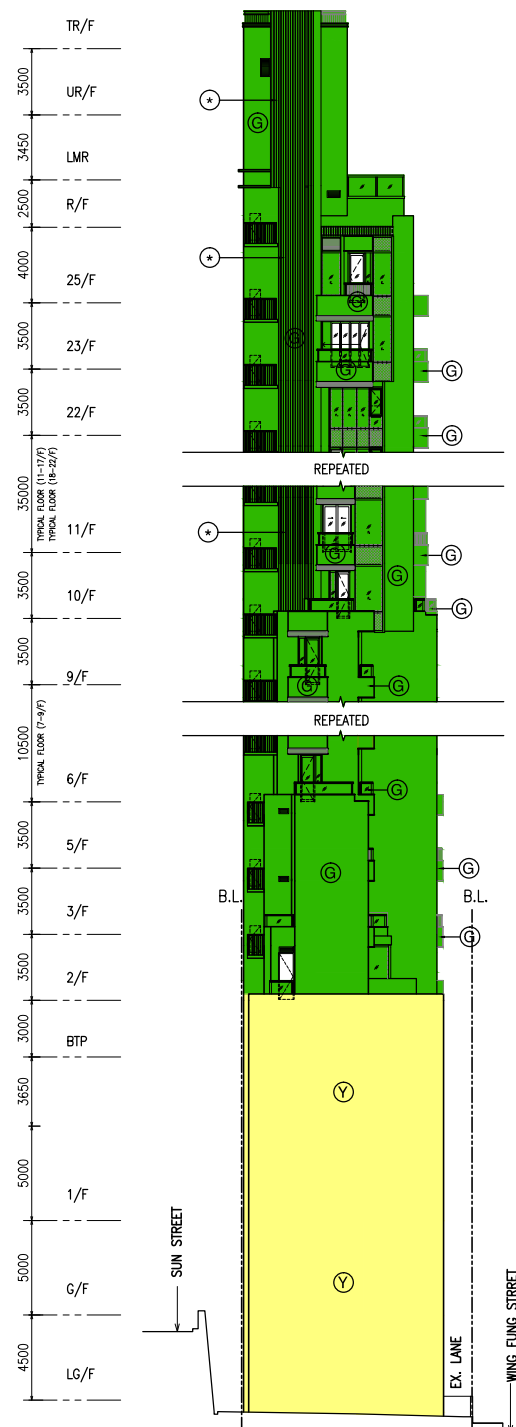 TR/F
3500
UR/F
*
G
3450
LMR
2500
R/F
4000
*
25/F
G
3500
G
23/F
G
G
3500
22/F
G
REPEATED
35000
TYPICAL FLOOR (11-17/F)
TYPICAL FLOOR (18-22/F)
11/F
*
G
G
3500
10/F
G
G
3500
9/F
G
G
REPEATED
10500
TYPICAL FLOOR (7-9/F)
6/F
G
3500
5/F
G
G
3500
3/F
B.L.
B.L.
G
3500
2/F
3000
BTP
3650
Y
5000
1/F
SUN STREET
5000
G/F
Y
4500
LG/F
EX. LANE
WING FUNG STRRET